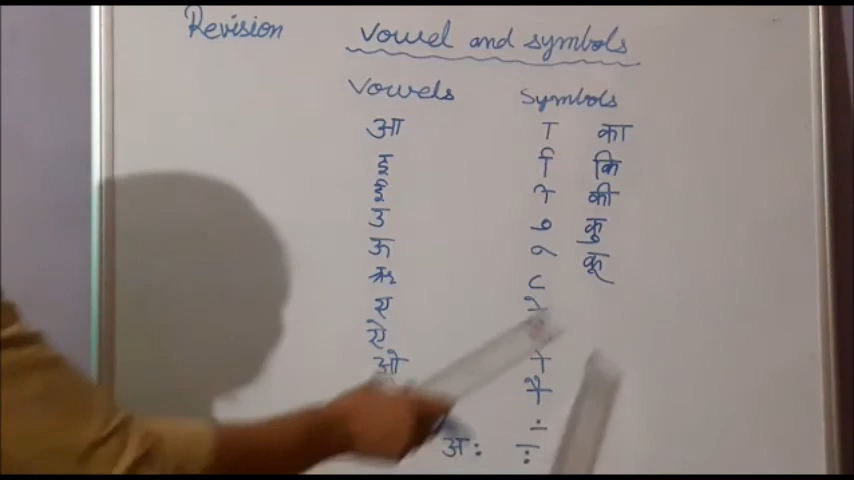 Revision Vowel and symbols
Vowels Symbols
आ ा का
इ ि कि
ई ी की
उ ु कु
ऊ ू कू
ऋ ृ
ए े
ऐ
ओ ो
ौ
ं
अः ः